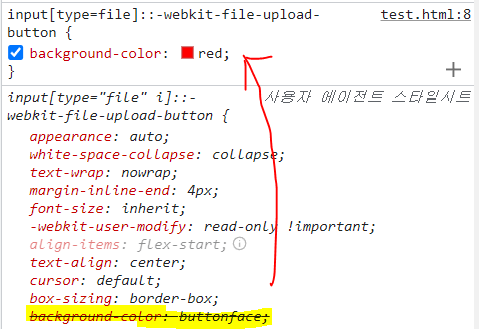 input[type=file]::-webkit-file-upload- test.html:8
button {
background-color: red;
}
input[type="file" i]::- 사용자 에이전트 스타일시트
webkit-file-upload-button {
appearance: auto;
white-space-collapse: collapse;
text-wrap: nowrap;
margin-inline-end: 4px;
font-size: inherit;
-webkit-user-modify: read-only !important;
align-items: flex-start;
text-align: center;
cursor: default;
box-sizing: border-box;
background-color: buttonface;